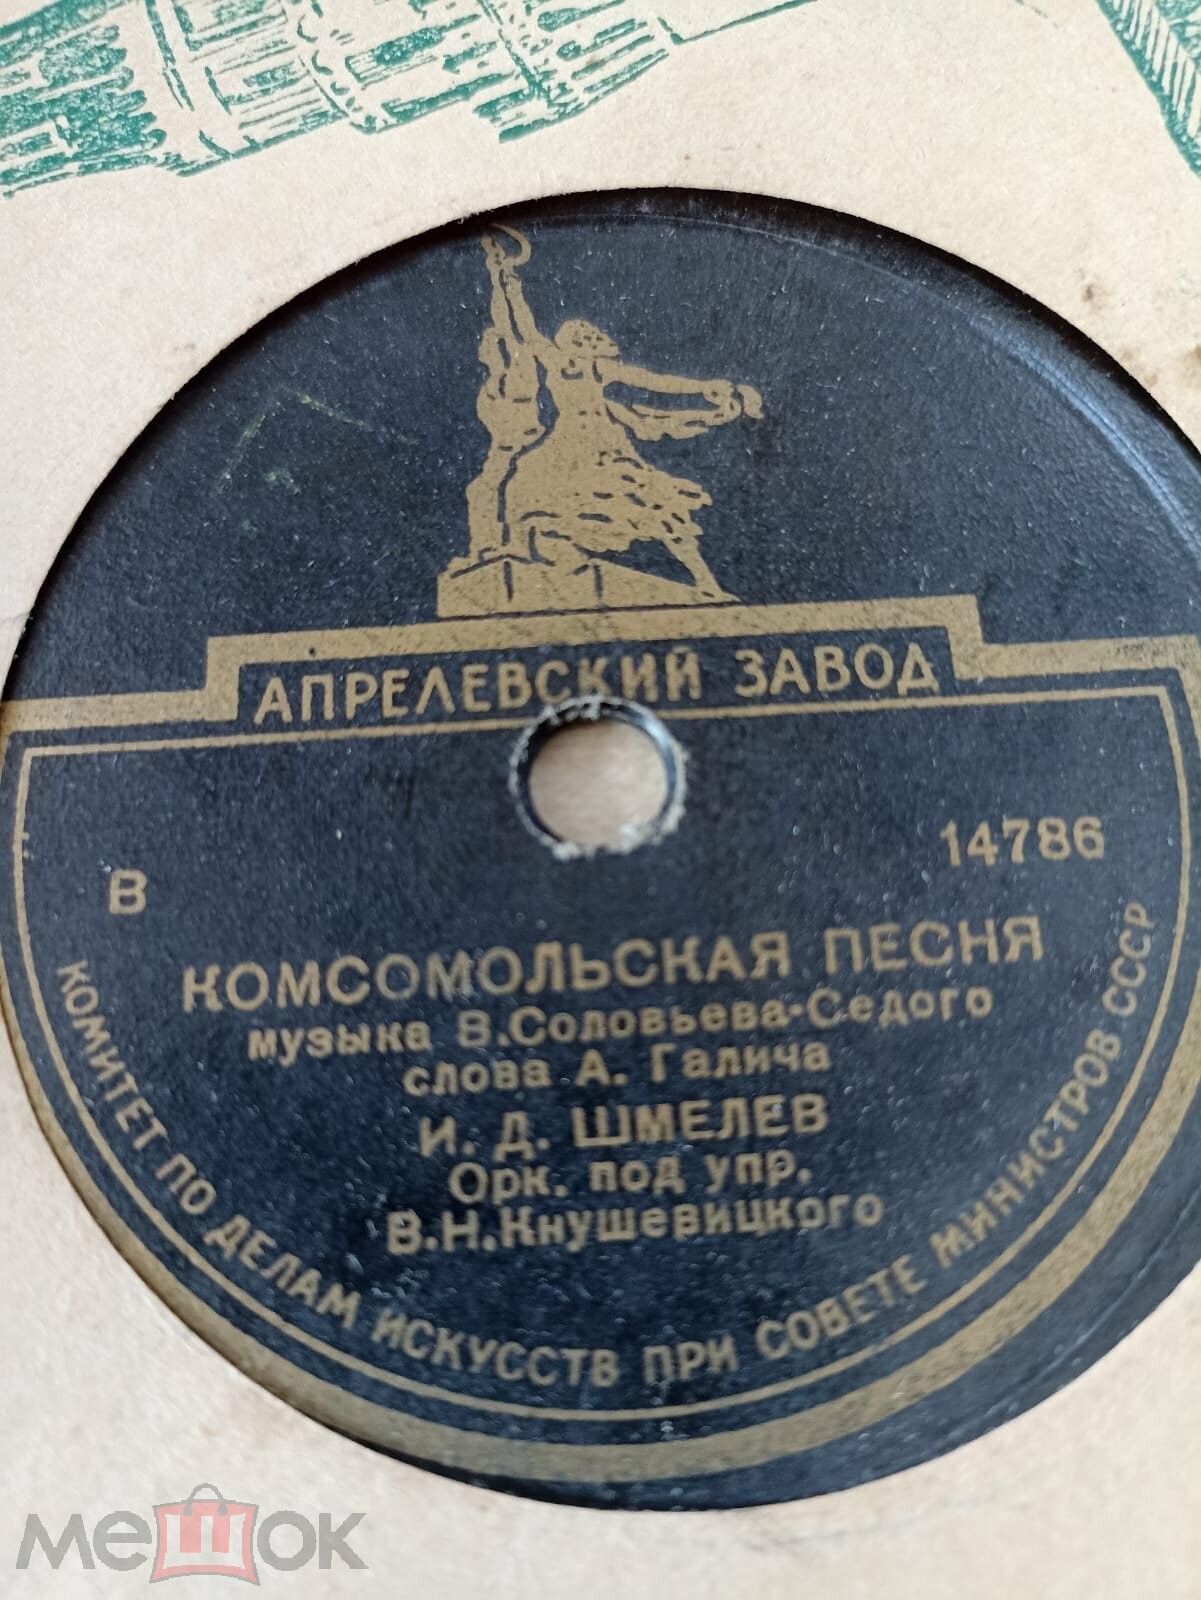 АПРЕЛЕВСКИЙ ЗАВОД
В 14786
КОМСОМОЛЬСКАЯ ПЕСНЯ
музыка В.Соловьева-Седого
слова А. Галича
И. Д. ШМЕЛЕВ
Орк. под упр.
В.Н.Кнушевицкого
КОМИТЕТ ПО ДЕЛАМ ИСКУССТВ ПРИ СОВЕТЕ МИНИСТРОВ СССР
мешок